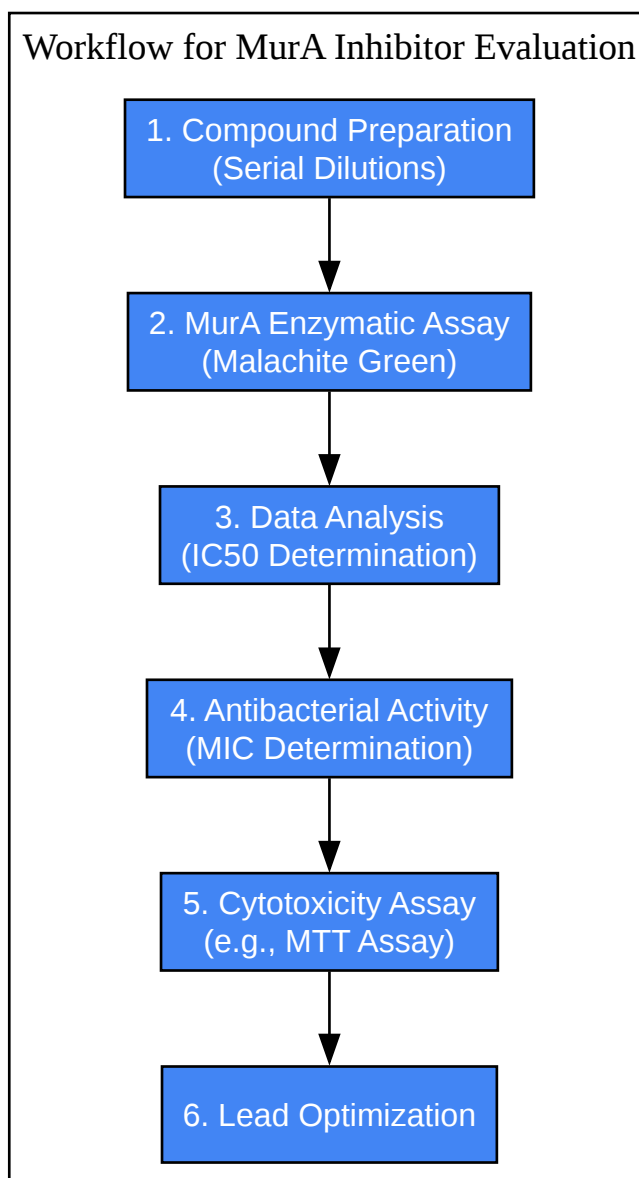 Workflow for MurA Inhibitor Evaluation
1. Compound Preparation
(Serial Dilutions)
2. MurA Enzymatic Assay
(Malachite Green)
3. Data Analysis
(IC50 Determination)
4. Antibacterial Activity
(MIC Determination)
5. Cytotoxicity Assay
(e.g., MTT Assay)
6. Lead Optimization